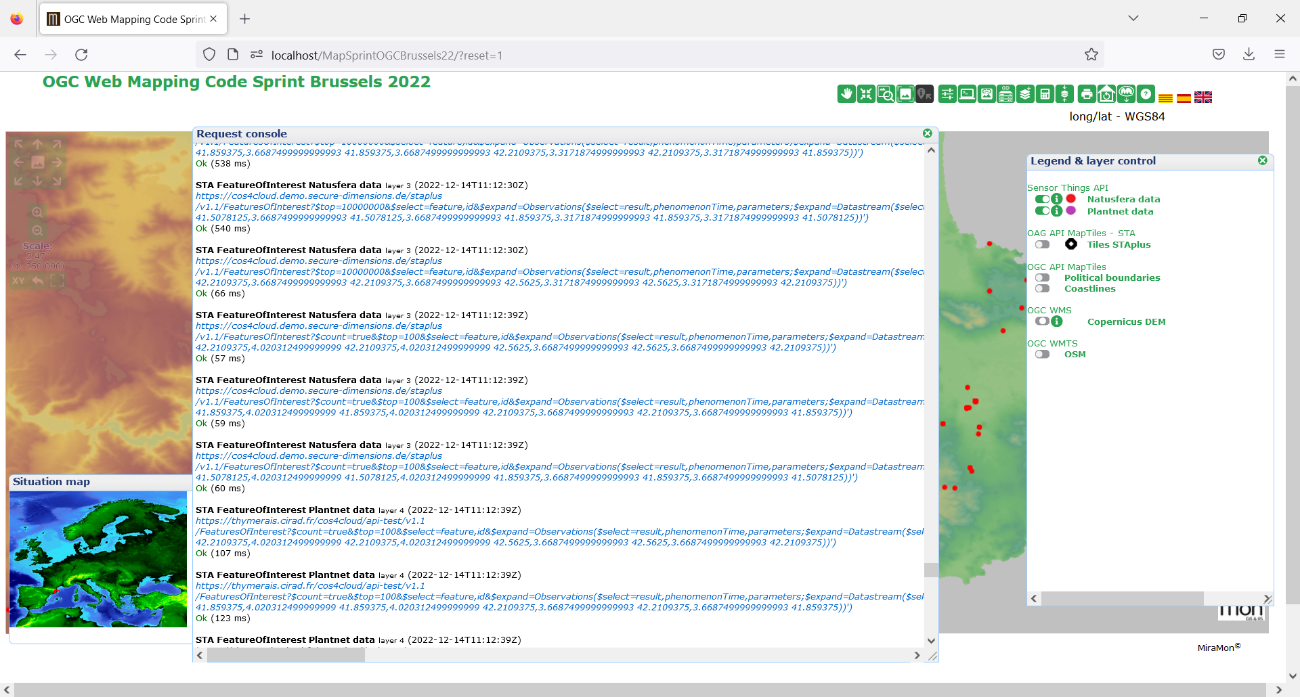 OGC Web Mapping Code Sprint
localhost/MapSprintOGCBrussels22/?reset=1
OGC Web Mapping Code Sprint Brussels 2022
long/lat - WGS84
Request console
41.859375,3.6687499999999993 41.859375,3.6687499999999993 42.2109375,3.3171874999999993 42.2109375,3.3171874999999993 41.859375))')
Ok (538 ms)
STA FeatureOfInterest Natusfera data layer 3 (2022-12-14T11:12:30Z)
https://cos4cloud.demo.secure-dimensions.de/staplus
/v1.1/FeaturesOfInterest?$top=10000000&$select=feature,id&$expand=Observations($select=result,phenomenonTime,parameters;$expand=Datastream($select
41.5078125,3.6687499999999993 41.5078125,3.6687499999999993 41.859375,3.3171874999999993 41.859375,3.3171874999999993 41.5078125))')
Ok (540 ms)
STA FeatureOfInterest Natusfera data layer 3 (2022-12-14T11:12:30Z)
https://cos4cloud.demo.secure-dimensions.de/staplus
/v1.1/FeaturesOfInterest?$top=10000000&$select=feature,id&$expand=Observations($select=result,phenomenonTime,parameters;$expand=Datastream($select
42.2109375,3.6687499999999993 42.2109375,3.6687499999999993 42.5625,3.3171874999999993 42.5625,3.3171874999999993 42.2109375))')
Ok (66 ms)
STA FeatureOfInterest Natusfera data layer 3 (2022-12-14T11:12:39Z)
https://cos4cloud.demo.secure-dimensions.de/staplus
/v1.1/FeaturesOfInterest?$count=true&$top=100&$select=feature,id&$expand=Observations($select=result,phenomenonTime,parameters;$expand=Datastream
42.2109375,4.020312499999999 42.2109375,4.020312499999999 42.5625,3.6687499999999993 42.5625,3.6687499999999993 42.2109375))')
Ok (57 ms)
STA FeatureOfInterest Natusfera data layer 3 (2022-12-14T11:12:39Z)
https://cos4cloud.demo.secure-dimensions.de/staplus
/v1.1/FeaturesOfInterest?$count=true&$top=100&$select=feature,id&$expand=Observations($select=result,phenomenonTime,parameters;$expand=Datastream
41.859375,4.020312499999999 41.859375,4.020312499999999 42.2109375,3.6687499999999993 42.2109375,3.6687499999999993 41.859375))')
Ok (59 ms)
STA FeatureOfInterest Natusfera data layer 3 (2022-12-14T11:12:39Z)
https://cos4cloud.demo.secure-dimensions.de/staplus
/v1.1/FeaturesOfInterest?$count=true&$top=100&$select=feature,id&$expand=Observations($select=result,phenomenonTime,parameters;$expand=Datastream
41.5078125,4.020312499999999 41.5078125,4.020312499999999 41.859375,3.6687499999999993 41.859375,3.6687499999999993 41.5078125))')
Ok (60 ms)
STA FeatureOfInterest Plantnet data layer 4 (2022-12-14T11:12:39Z)
https://thymerais.cirad.fr/cos4cloud/api-test/v1.1
/FeaturesOfInterest?$count=true&$top=100&$select=feature,id&$expand=Observations($select=result,phenomenonTime,parameters;$expand=Datastream($sel
42.2109375,4.020312499999999 42.2109375,4.020312499999999 42.5625,3.6687499999999993 42.5625,3.6687499999999993 42.2109375))')
Ok (107 ms)
STA FeatureOfInterest Plantnet data layer 4 (2022-12-14T11:12:39Z)
https://thymerais.cirad.fr/cos4cloud/api-test/v1.1
/FeaturesOfInterest?$count=true&$top=100&$select=feature,id&$expand=Observations($select=result,phenomenonTime,parameters;$expand=Datastream($sel
41.859375,4.020312499999999 41.859375,4.020312499999999 42.2109375,3.6687499999999993 42.2109375,3.6687499999999993 41.859375))')
Ok (123 ms)
STA FeatureOfInterest Plantnet data layer 4 (2022-12-14T11:12:39Z)
Scale:
XY
Situation map
Legend & layer control
Sensor Things API
Natusfera data
Plantnet data
OAG API MapTiles - STA
Tiles STAplus
OGC API MapTiles
Political boundaries
Coastlines
OGC WMS
Copernicus DEM
OGC WMTS
OSM
MiraMon©